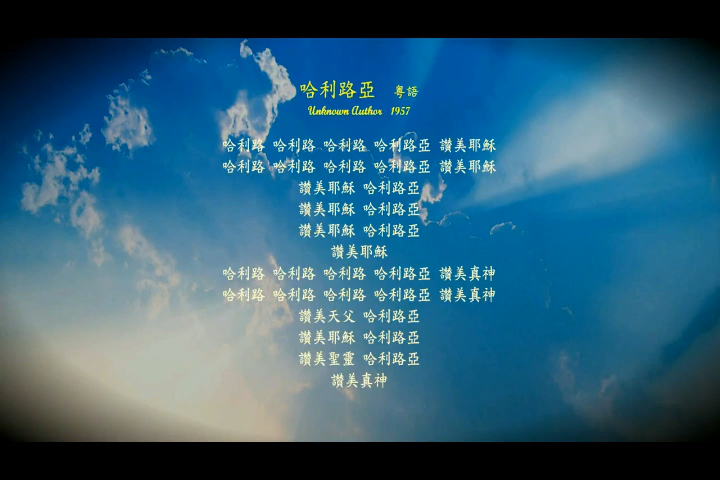 哈利路亞 粵語
Unknown Author 1957
哈利路 哈利路 哈利路 哈利路亞 讚美耶穌
哈利路 哈利路 哈利路 哈利路亞 讚美耶穌
讚美耶穌 哈利路亞
讚美耶穌 哈利路亞
讚美耶穌 哈利路亞
讚美耶穌
哈利路 哈利路 哈利路 哈利路亞 讚美真神
哈利路 哈利路 哈利路 哈利路亞 讚美真神
讚美天父 哈利路亞
讚美耶穌 哈利路亞
讚美聖靈 哈利路亞
讚美真神